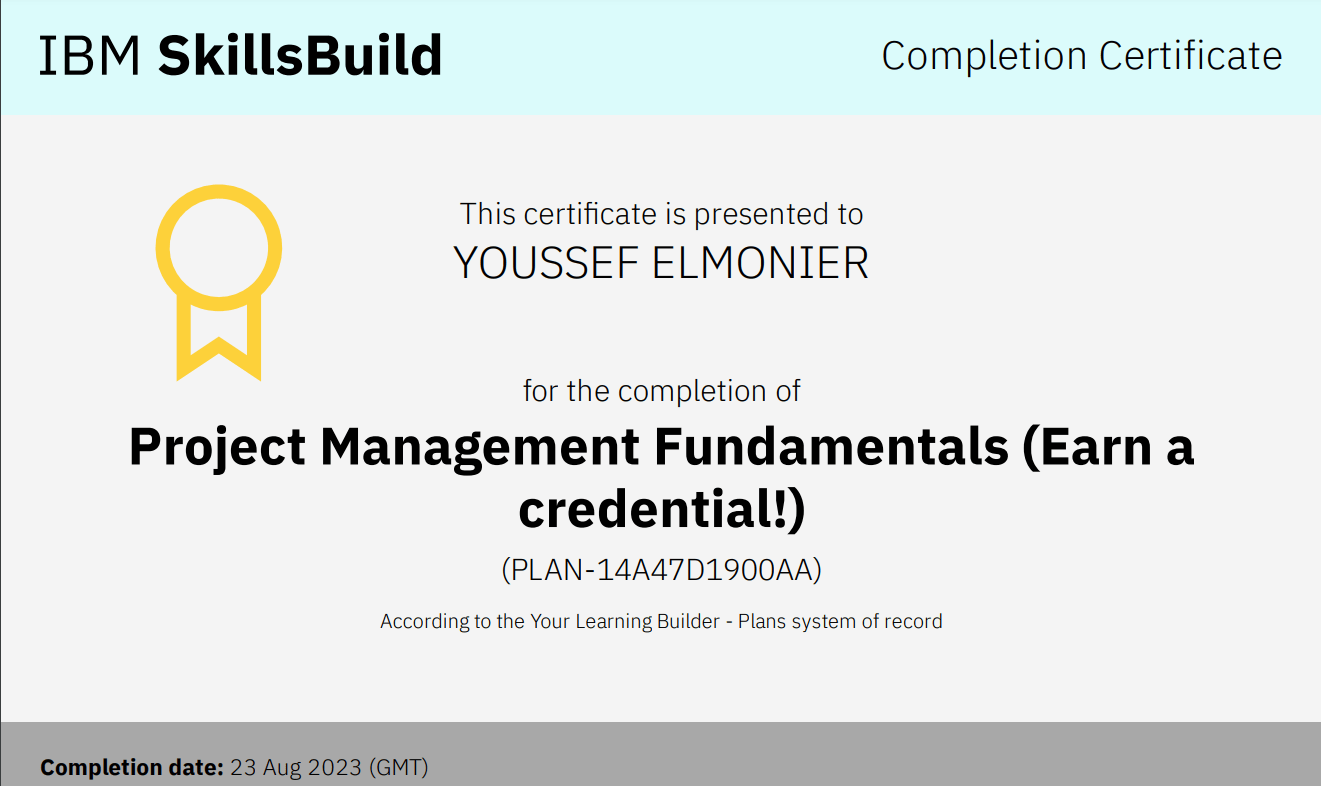 IBM SkillsBuild
Completion Certificate
This certificate is presented to
YOUSSEF ELMONIER
for the completion of
Project Management Fundamentals (Earn a
credential!)
(PLAN-14A47D1900AA)
According to the Your Learning Builder - Plans system of record
Completion date: 23 Aug 2023 (GMT)